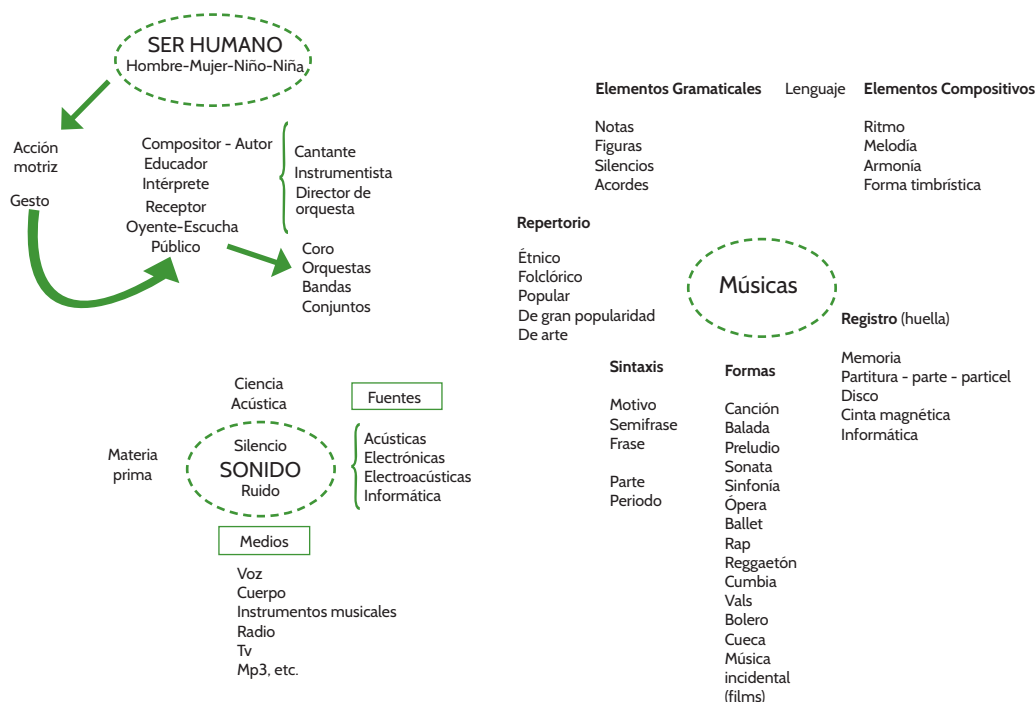 SER HUMANO
Hombre-Mujer-Niño-Niña
Acción
motriz
Gesto
Compositor - Autor
Educador
Intérprete
Receptor
Oyente-Escucha
Público
Cantante
Instrumentista
Director de
orquesta
Coro
Orquestas
Bandas
Conjuntos
Ciencia
Acústica
Materia
prima
Silencio
SONIDO
Ruido
Fuentes
Acústicas
Electrónicas
Electroacústicas
Informática
Medios
Voz
Cuerpo
Instrumentos musicales
Radio
Tv
Mp3, etc.
Elementos Gramaticales
Notas
Figuras
Silencios
Acordes
Lenguaje
Elementos Compositivos
Ritmo
Melodía
Armonía
Forma timbrística
Repertorio
Étnico
Folclórico
Popular
De gran popularidad
De arte
Músicas
Registro (huella)
Memoria
Partitura - parte - particel
Disco
Cinta magnética
Informática
Sintaxis
Motivo
Semifrase
Frase
Parte
Periodo
Formas
Canción
Balada
Preludio
Sonata
Sinfonía
Ópera
Ballet
Rap
Reggaetón
Cumbia
Vals
Bolero
Cueca
Música
incidental
(films)